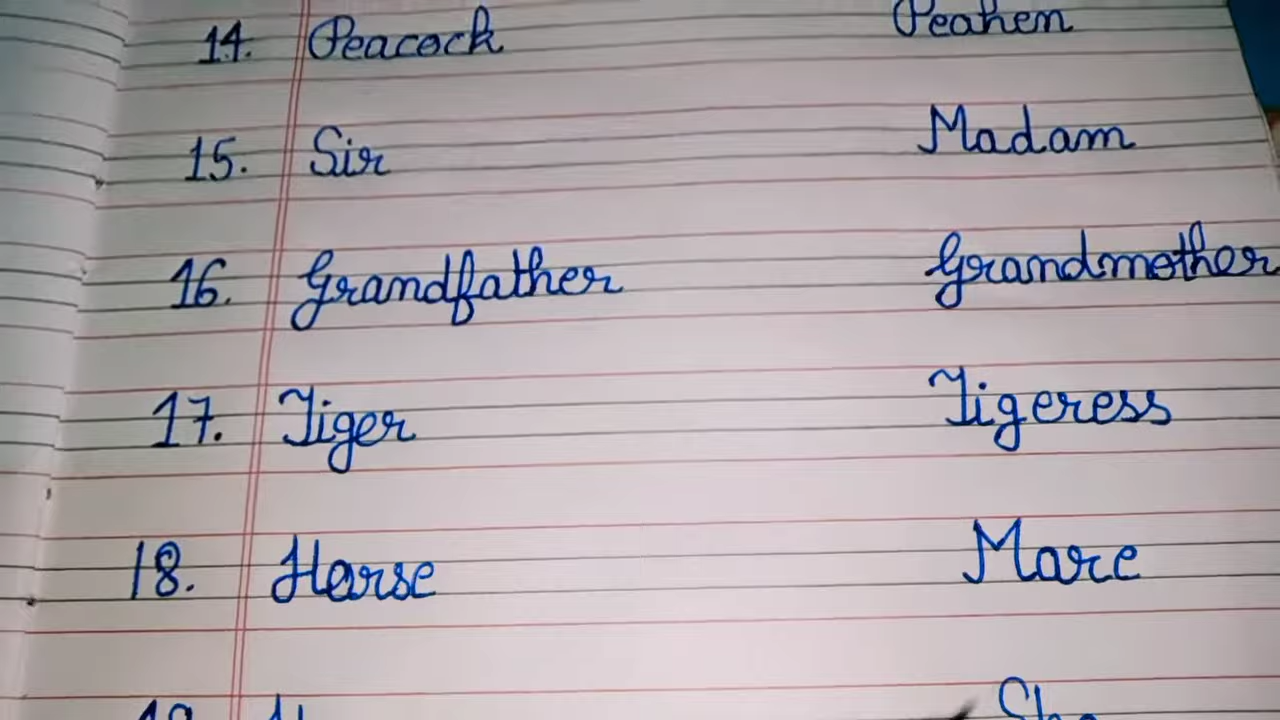 14. Peacock Peahen
15. Sir Madam
16. Grandfather Grandmother
17. Tiger Tigeress
18. Horse Mare